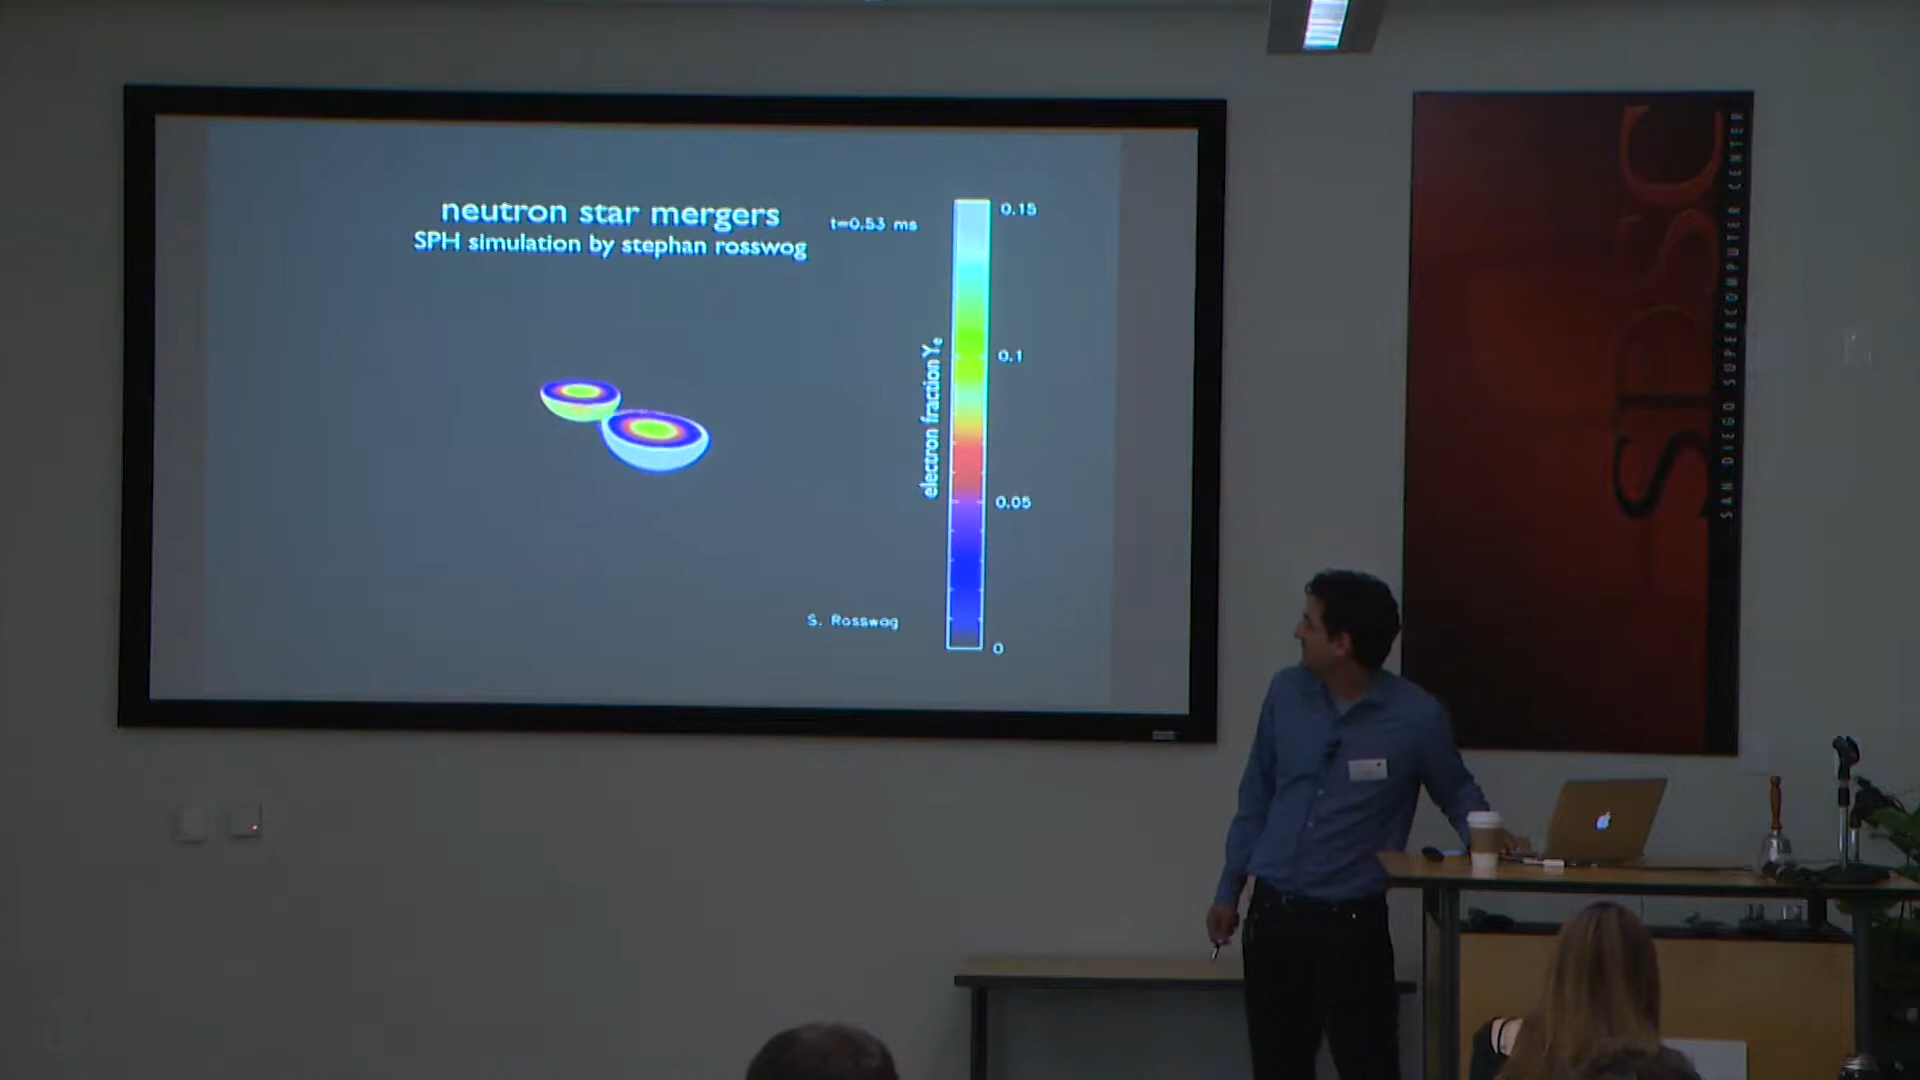 neutron star mergers
SPH simulation by stephan rosswog
t=0.53 ms
0.15
0.1
0.05
0
electron fraction Ye
S. Rosswog
SDSC
SAN DIEGO SUPERCOMPUTER CENTER